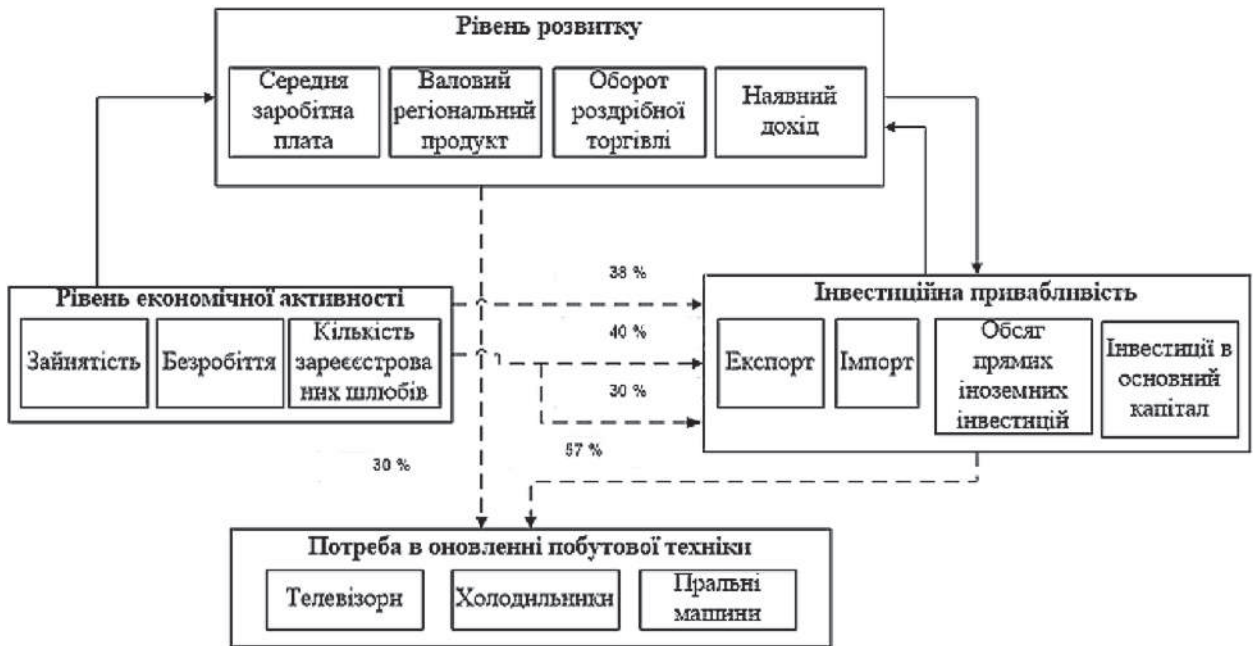 Рівень розвитку
Середня
заробітна
плата
Валовий
регіональний
продукт
Оборот
роздрібної
торгівлі
Наявний
дохід
Рівень економічної активності
Зайнятість
Безробіття
Кількість
зареєєстрова
них шлюбів
38 %
40 %
30 %
57 %
30 %
Інвестиційна привабливість
Експорт
Імпорт
Обсяг
прямих
іноземних
інвестицій
Інвестиції в
основний
капітал
Потреба в оновленні побутової техніки
Телевізори
Холодильники
Пральні
машини